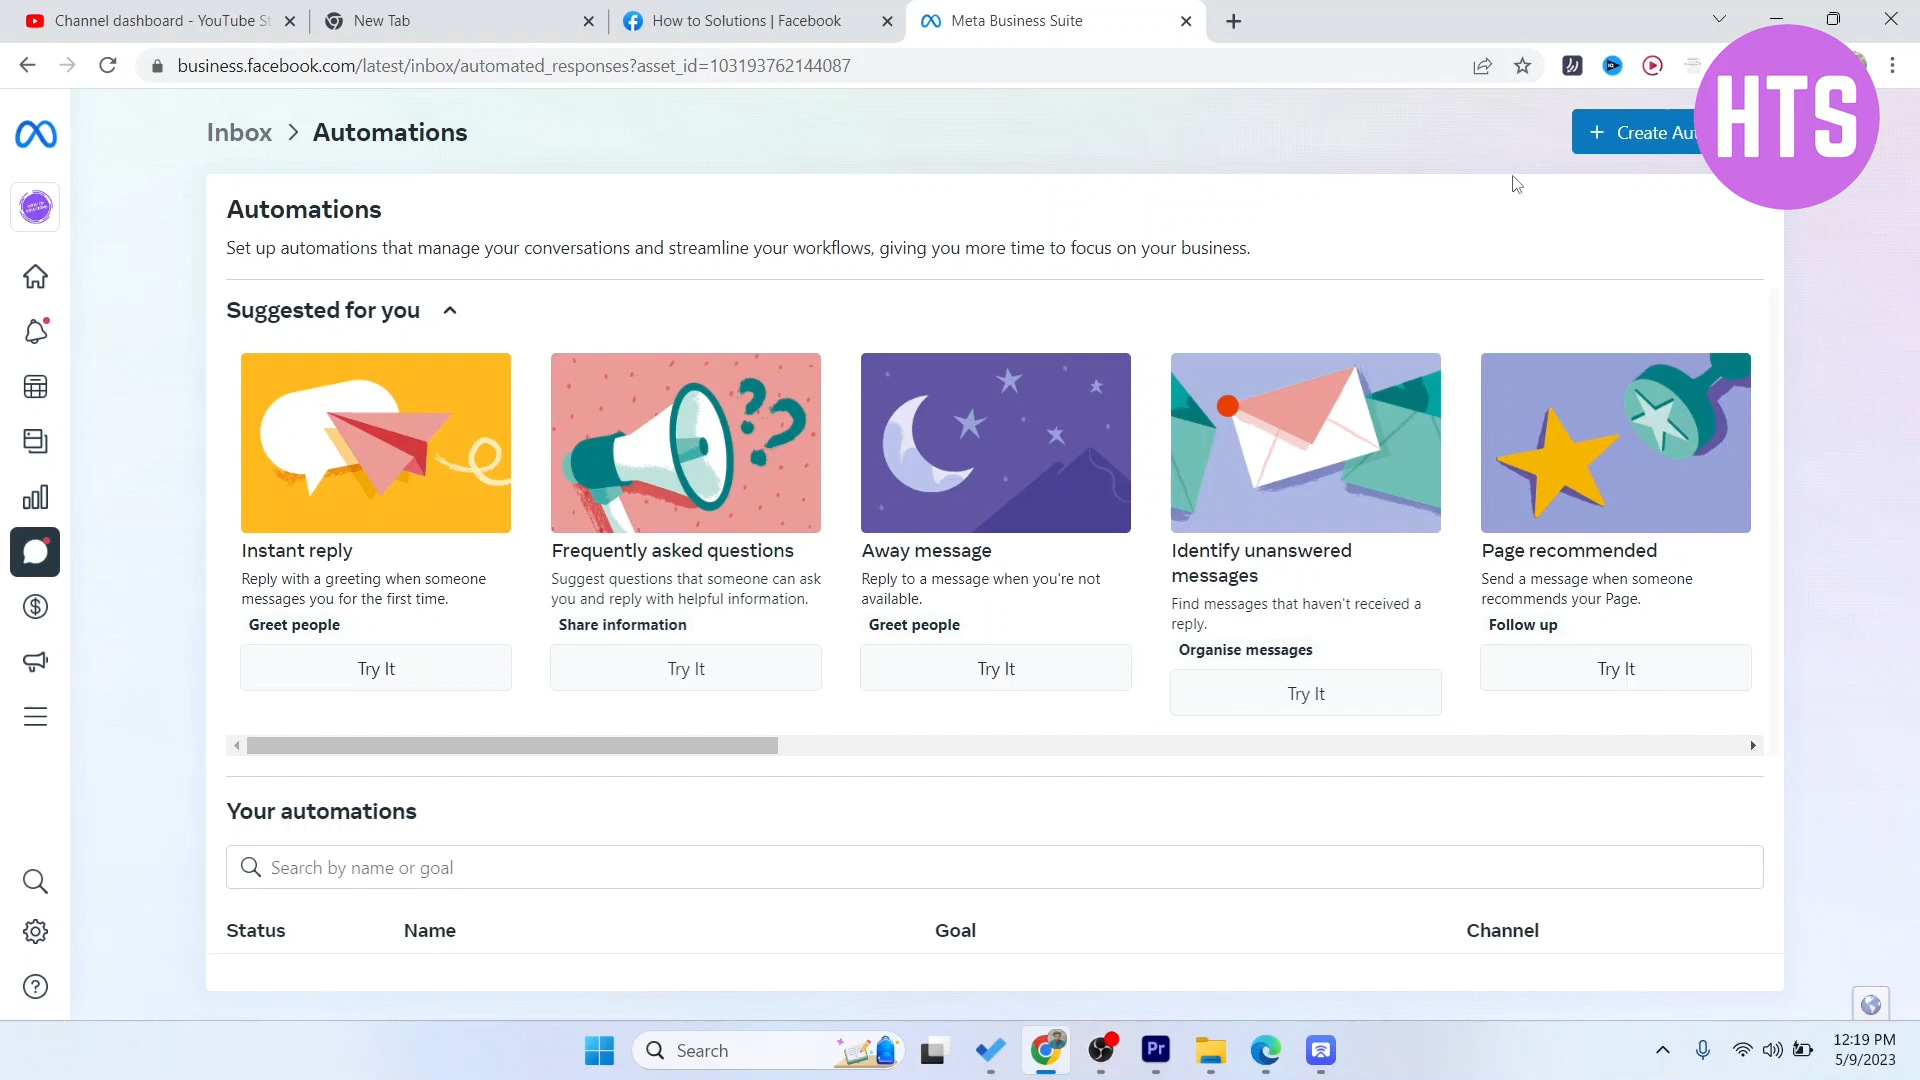 Channel dashboard - YouTube St
New Tab
How to Solutions | Facebook
Meta Business Suite
business.facebook.com/latest/inbox/automated_responses?asset_id=103193762144087
HTS
Inbox > Automations
+ Create Aut
Automations
Set up automations that manage your conversations and streamline your workflows, giving you more time to focus on your business.
Suggested for you
Instant reply
Reply with a greeting when someone
messages you for the first time.
Greet people
Try It
Frequently asked questions
Suggest questions that someone can ask
you and reply with helpful information.
Share information
Try It
Away message
Reply to a message when you're not
available.
Greet people
Try It
Identify unanswered
messages
Find messages that haven't received a
reply.
Organise messages
Try It
Page recommended
Send a message when someone
recommends your Page.
Follow up
Try It
Your automations
Search by name or goal
Status Name Goal Channel
Search
Pr
12:19 PM
5/9/2023